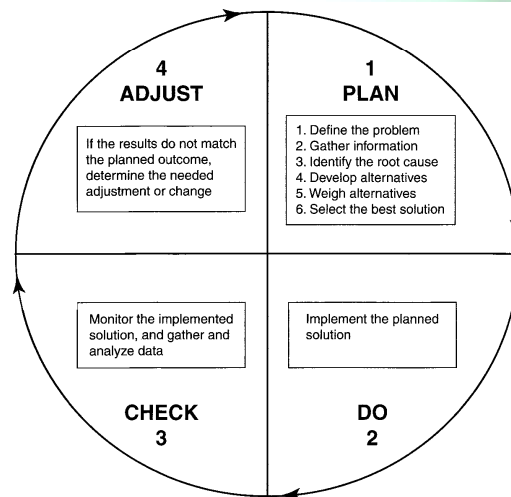 4
ADJUST
If the results do not match
the planned outcome,
determine the needed
adjustment or change
1
PLAN
1. Define the problem
2. Gather information
3. Identify the root cause
4. Develop alternatives
5. Weigh alternatives
6. Select the best solution
Monitor the implemented
solution, and gather and
analyze data
CHECK
3
Implement the planned
solution
DO
2